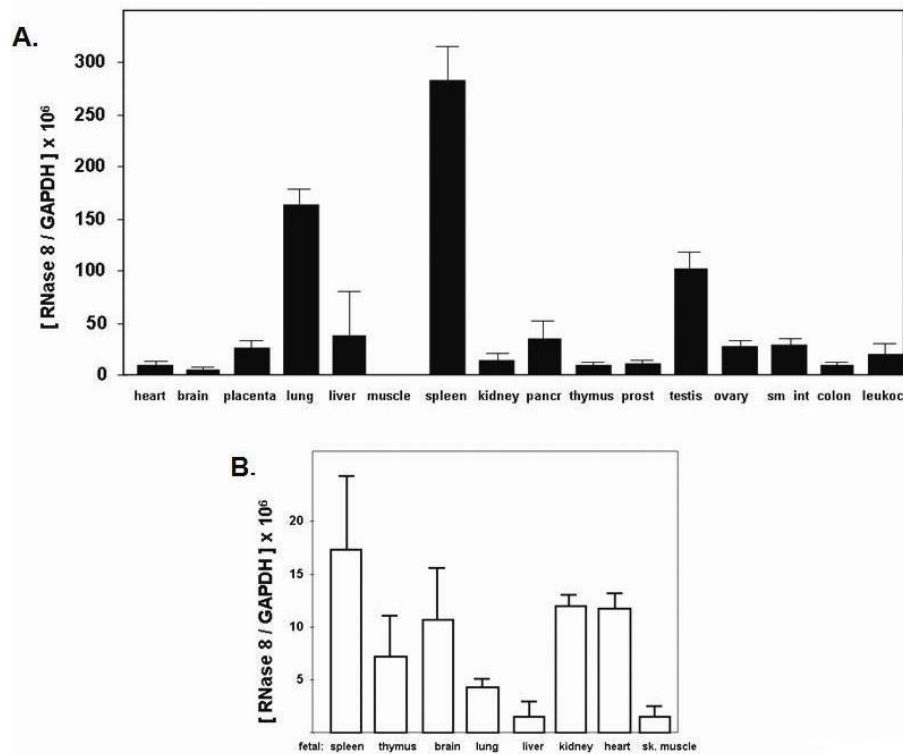 A.
[ RNase 8 / GAPDH ] x 10⁶
300
250
200
150
100
50
0
heart brain placenta lung liver muscle spleen kidney pancr thymus prost testis ovary sm int colon leukoc
B.
[ RNase 8 / GAPDH ] x 10⁶
20
15
10
5
fetal: spleen thymus brain lung liver kidney heart sk. muscle